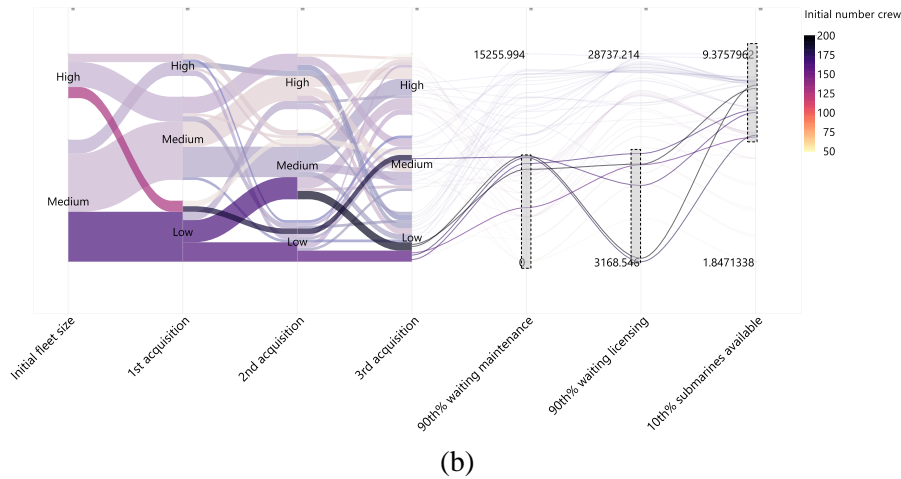 Initial number crew
200
175
150
125
100
75
50
15255.994
28737.214
9.3757962
High
High
High
High
Medium
Medium
Medium
Medium
Low
Low
Low
0
3168.546
1.8471338
Initial fleet size
1st acquisition
2nd acquisition
3rd acquisition
90th% waiting maintenance
90th% waiting licensing
10th% submarines available
(b)